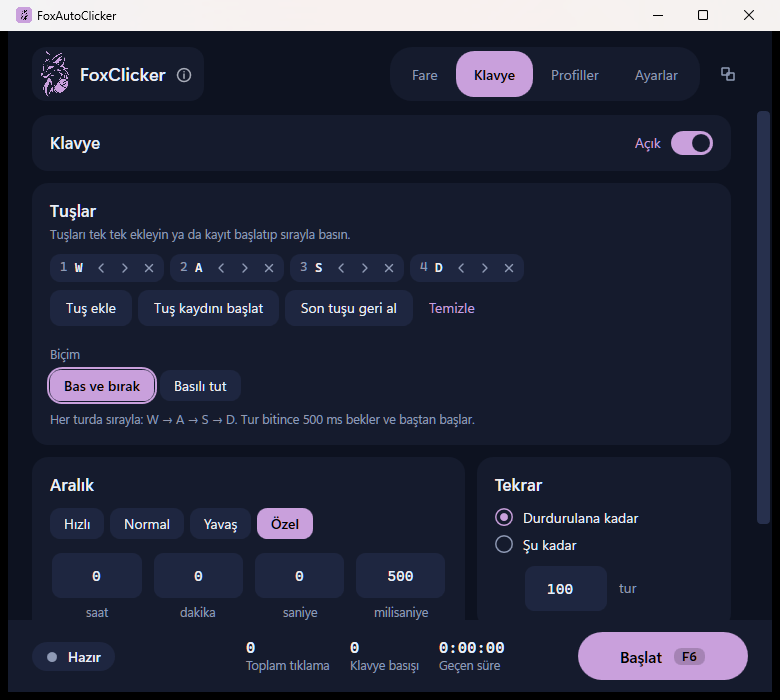 FoxAutoClicker
FoxClicker
Fare Klavye Profiller Ayarlar
Klavye
Açık
Tuşlar
Tuşları tek tek ekleyin ya da kayıt başlatıp sırayla basın.
1 W < > × 2 A < > × 3 S < > × 4 D < > ×
Tuş ekle Tuş kaydını başlat Son tuşu geri al Temizle
Biçim
Bas ve bırak Basılı tut
Her turda sırayla: W → A → S → D. Tur bitince 500 ms bekler ve baştan başlar.
Aralık
Hızlı Normal Yavaş Özel
0 0 0 500
saat dakika saniye milisaniye
Tekrar
Durdurulana kadar
Şu kadar
100 tur
Hazır
0 0 0:00:00
Toplam tıklama Klavye basışı Geçen süre
Başlat F6